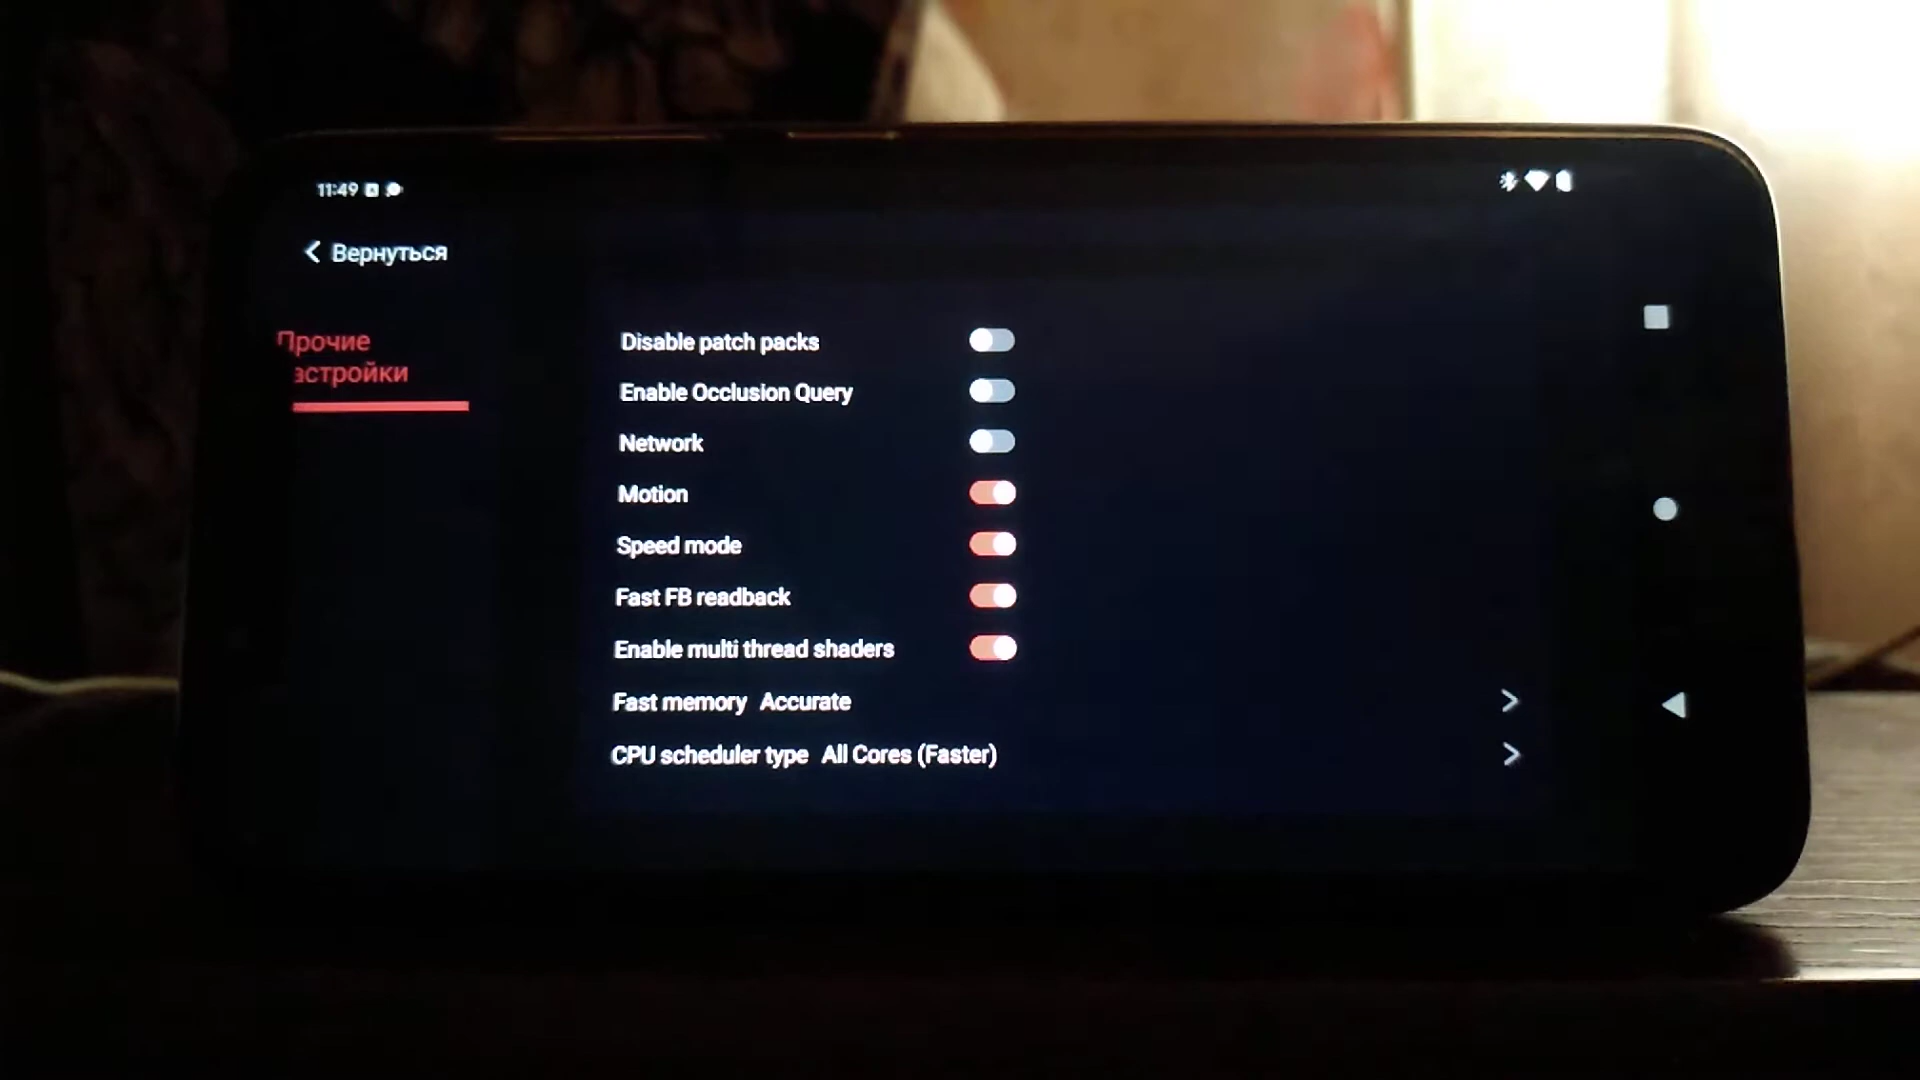 11:49
Вернуться
Прочие
астройки
Disable patch packs
Enable Occlusion Query
Network
Motion
Speed mode
Fast FB readback
Enable multi thread shaders
Fast memory Accurate
CPU scheduler type All Cores (Faster)